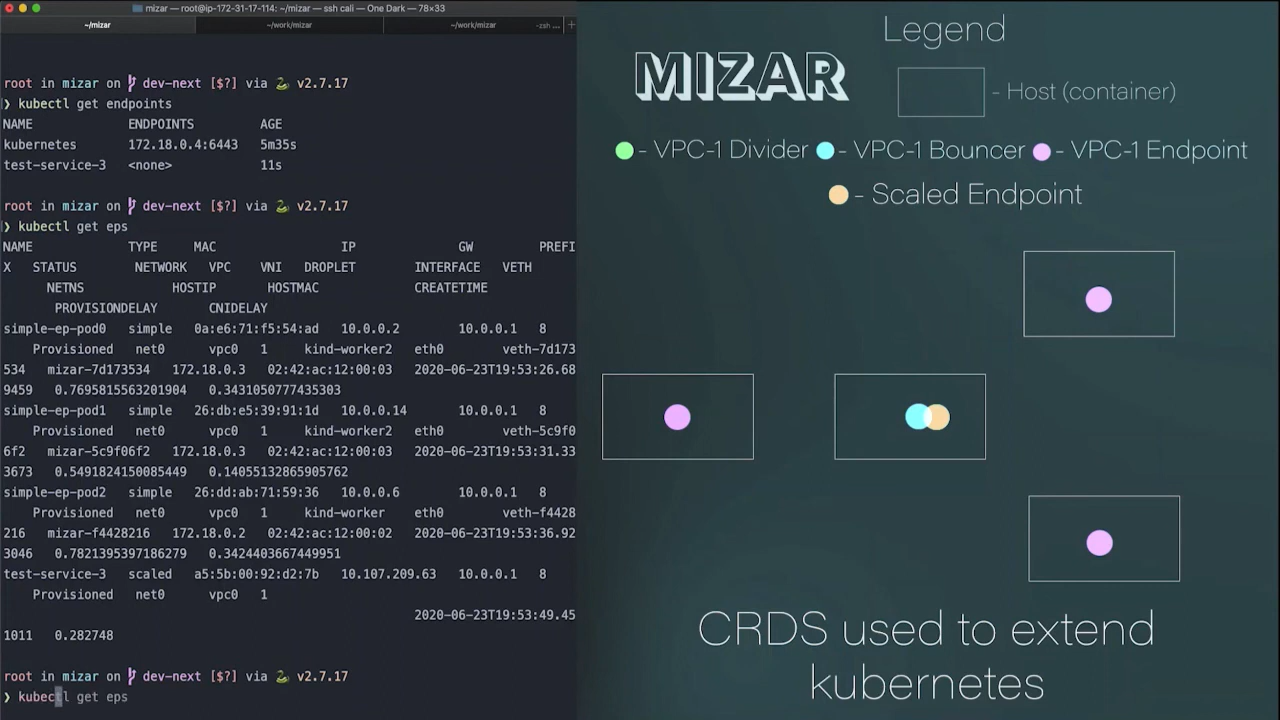 mizar — root@ip-172-31-17-114: ~/mizar — ssh cali — One Dark — 78×33
~/mizar ~/work/mizar ~/work/mizar -zsh ... +
root in mizar on dev-next [$?] via 🐍 v2.7.17
❯ kubectl get endpoints
NAME ENDPOINTS AGE
kubernetes 172.18.0.4:6443 5m35s
test-service-3 <none> 11s
root in mizar on dev-next [$?] via 🐍 v2.7.17
❯ kubectl get eps
NAME TYPE MAC IP GW PREFI
X STATUS NETWORK VPC VNI DROPLET INTERFACE VETH
NETNS HOSTIP HOSTMAC CREATETIME
PROVISIONDELAY CNIDELAY
simple-ep-pod0 simple 0a:e6:71:f5:54:ad 10.0.0.2 10.0.0.1 8
Provisioned net0 vpc0 1 kind-worker2 eth0 veth-7d173
534 mizar-7d173534 172.18.0.3 02:42:ac:12:00:03 2020-06-23T19:53:26.68
9459 0.7695815563201904 0.3431050777435303
simple-ep-pod1 simple 26:db:e5:39:91:1d 10.0.0.14 10.0.0.1 8
Provisioned net0 vpc0 1 kind-worker2 eth0 veth-5c9f0
6f2 mizar-5c9f06f2 172.18.0.3 02:42:ac:12:00:03 2020-06-23T19:53:31.33
3673 0.5491824150085449 0.14055132865905762
simple-ep-pod2 simple 26:dd:ab:71:59:36 10.0.0.6 10.0.0.1 8
Provisioned net0 vpc0 1 kind-worker eth0 veth-f4428
216 mizar-f4428216 172.18.0.2 02:42:ac:12:00:02 2020-06-23T19:53:36.92
3046 0.7821395397186279 0.3424403667449951
test-service-3 scaled a5:5b:00:92:d2:7b 10.107.209.63 10.0.0.1 8
Provisioned net0 vpc0 1
2020-06-23T19:53:49.45
1011 0.282748
root in mizar on dev-next [$?] via 🐍 v2.7.17
❯ kubectl get eps
MIZAR
Legend
- Host (container)
- VPC-1 Divider - VPC-1 Bouncer - VPC-1 Endpoint
- Scaled Endpoint
CRDS used to extend
kubernetes